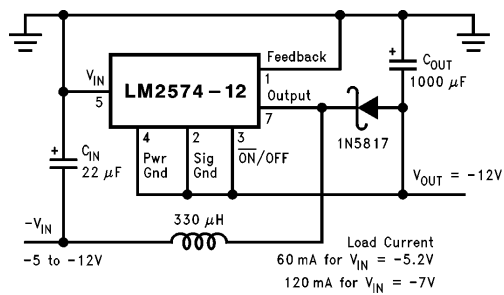 Feedback
+
C_OUT
1000 μF
V_IN
5
LM2574-12
1
Output
7
1N5817
4
2
3
Pwr
Gnd
Sig
Gnd
O̅N̅/OFF
+
C_IN
22 μF
V_OUT = -12V
330 μH
-V_IN
-5 to -12V
Load Current
60 mA for V_IN = -5.2V
120 mA for V_IN = -7V